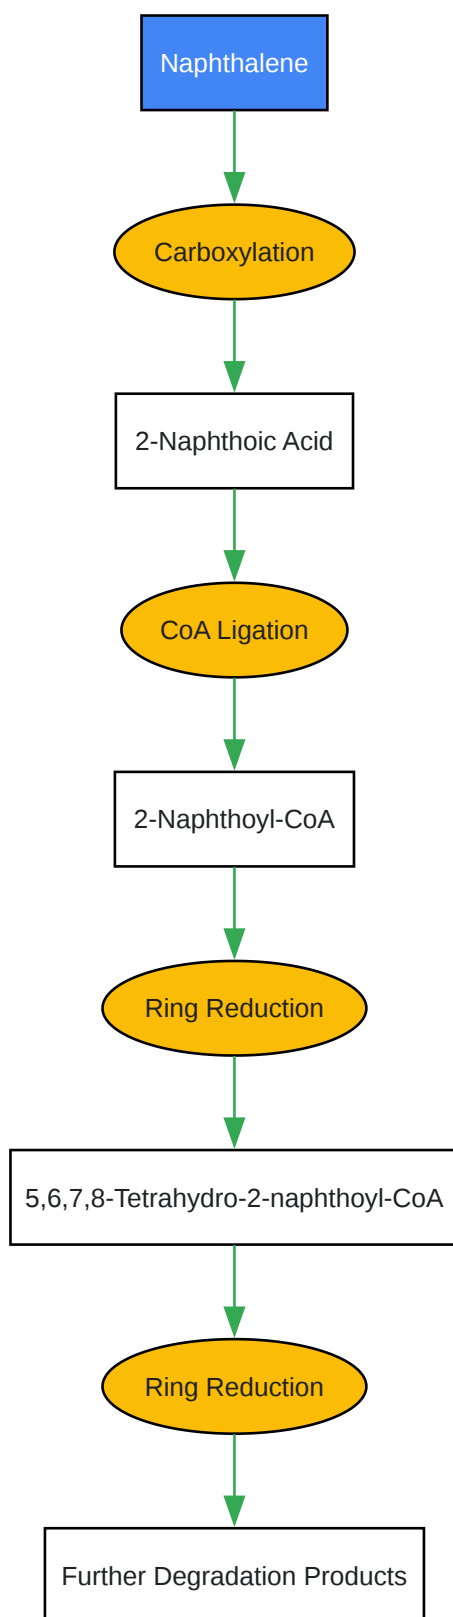 Naphthalene
Carboxylation
2-Naphthoic Acid
CoA Ligation
2-Naphthoyl-CoA
Ring Reduction
5,6,7,8-Tetrahydro-2-naphthoyl-CoA
Ring Reduction
Further Degradation Products